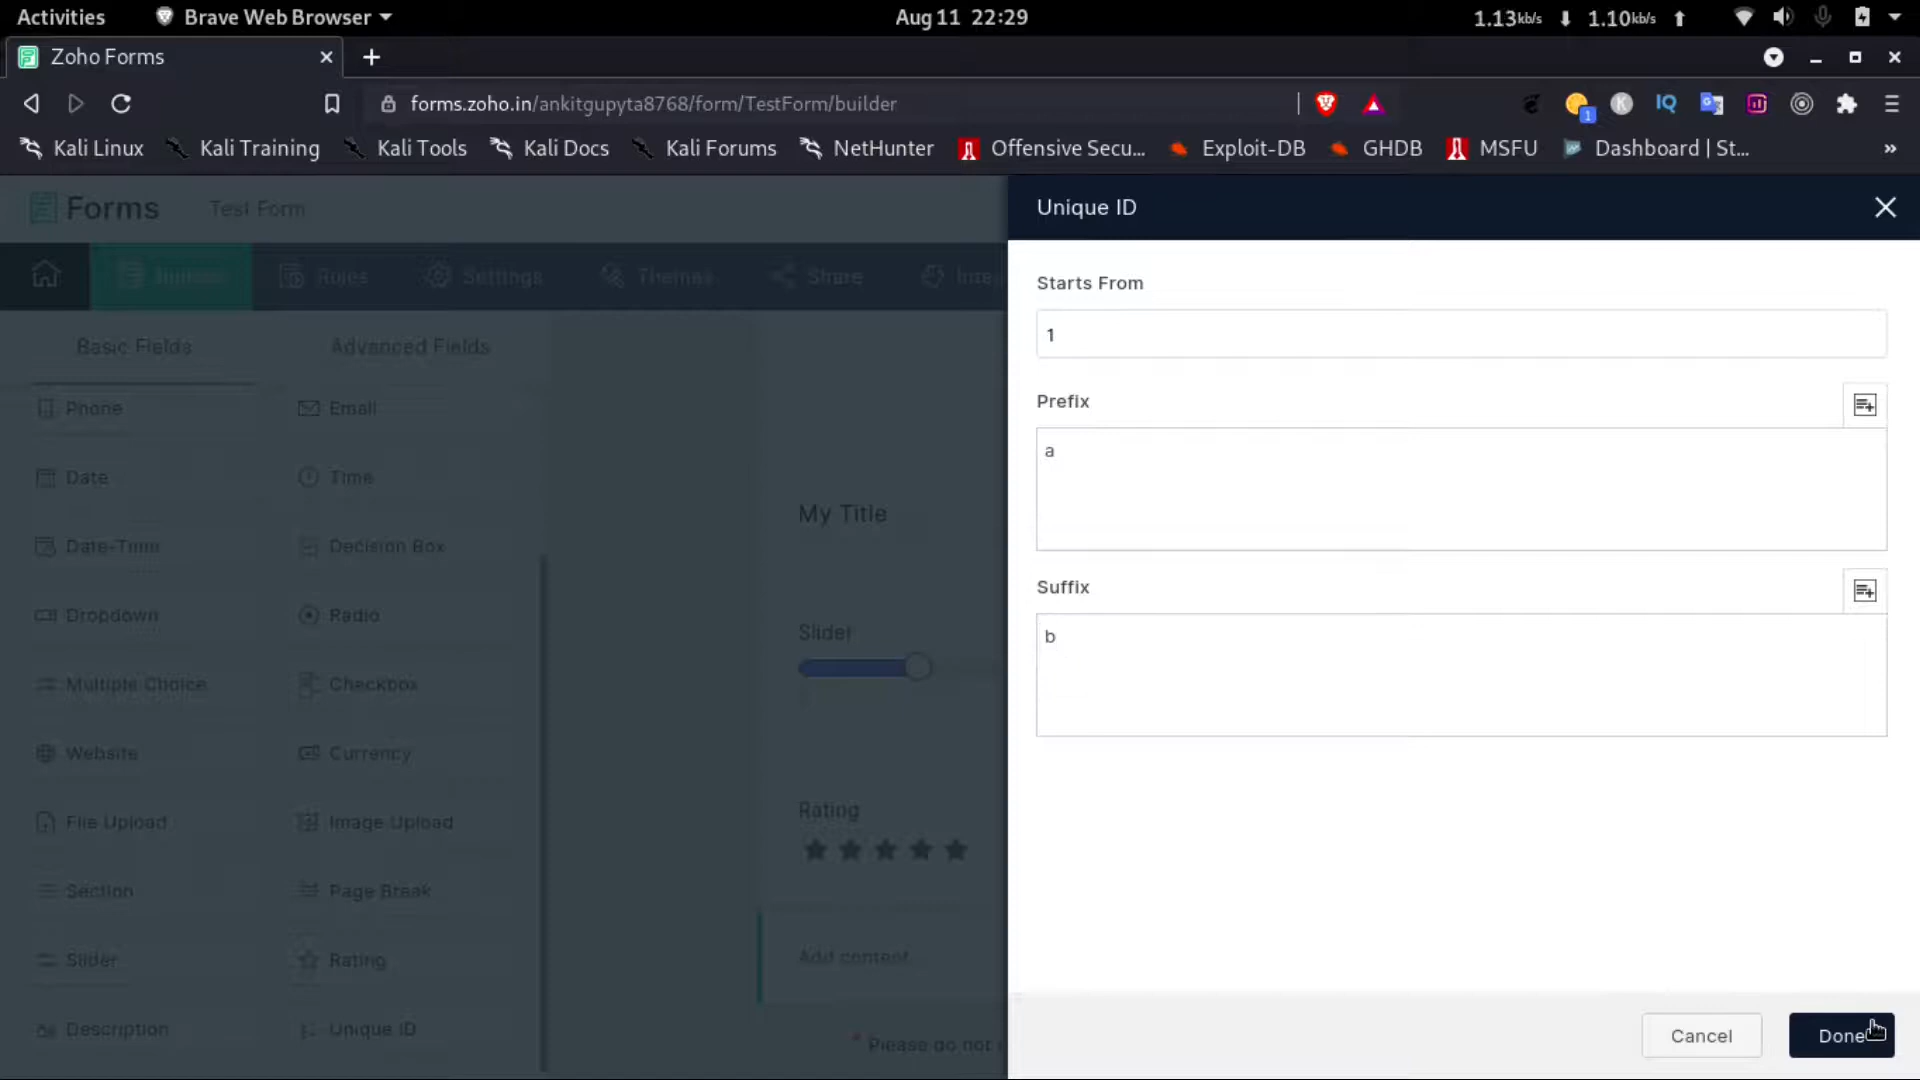 Activities Brave Web Browser Aug 11 22:29 1.13kb/s 1.10kb/s
Zoho Forms
forms.zoho.in/ankitgupyta8768/form/TestForm/builder
Kali Linux Kali Training Kali Tools Kali Docs Kali Forums NetHunter Offensive Secu... Exploit-DB GHDB MSFU Dashboard | St... »
Forms Test Form
Rules Settings Themes Share Inte
Basic Fields Advanced Fields
Phone Email
Date Time
Date-Time Decision Box
Dropdown Radio
Multiple Choice Checkbox
Website Currency
File Upload Image Upload
Section Page Break
Slider Rating
Description Unique ID
My Title
Slider
Rating
Add content
* Please do not
Unique ID
Starts From
1
Prefix
a
Suffix
b
Cancel Done